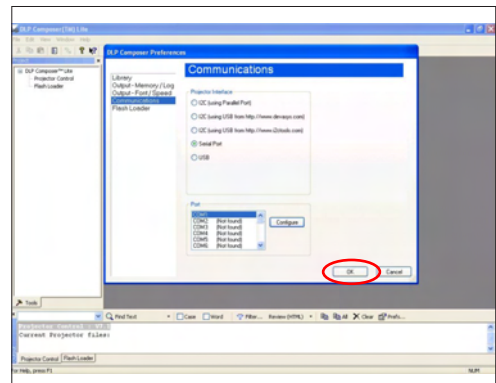 DLP Composer(TM) Lite
File Edit View Window Help
DLP Composer™ Lite
Projector Control
Flash Loader
DLP Composer Preferences
Library
Output - Memory / Log
Output - Font / Speed
Communications
Flash Loader
Communications
Projector Interface
I2C (using Parallel Port)
I2C (using USB from http://www.devasys.com)
I2C (using USB from http://www.i2ctools.com)
Serial Port
USB
Port
COM1
COM2 (Not found)
COM3 (Not found)
COM4 (Not found)
COM5 (Not found)
COM6 (Not found)
Configure
OK
Cancel
Tools
Find Text
Case
Word
Filter...
Review (HTML)
Rq
Rq All
Clear
Prefs...
Current Projector files:
Projector Control
Flash Loader
For Help, press F1
NUM